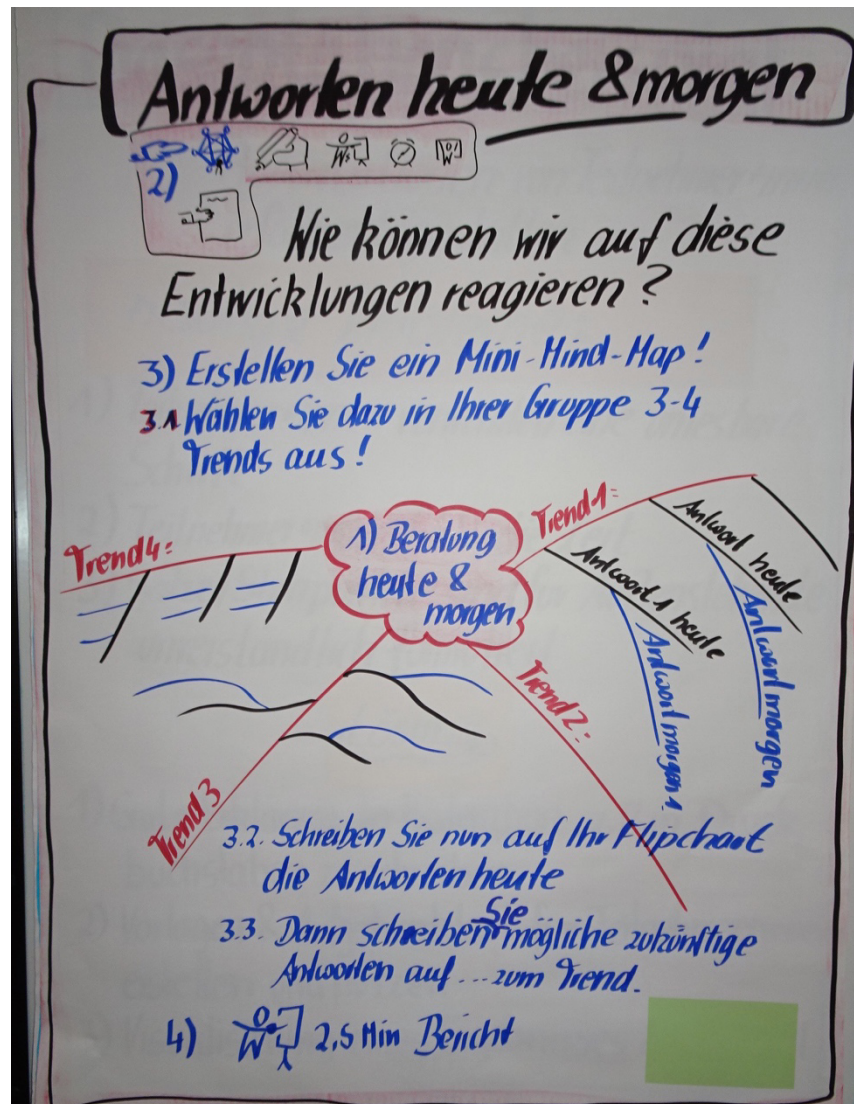 Antworten heute & morgen
2)
Wie können wir auf diese
Entwicklungen reagieren?
3) Erstellen Sie ein Mini-Mind-Map!
3.1 Wählen Sie dazu in Ihrer Gruppe 3-4
Trends aus!
1) Beratung
heute &
morgen
Trend 1:
Antwort 1 heute
Antwort morgen 1
Antwort heute
Antwort morgen
Trend 2:
Trend 3
Trend 4:
3.2. Schreiben Sie nun auf Ihr Flipchart
die Antworten heute
3.3. Dann schreiben Sie mögliche zukünftige
Antworten auf ... zum Trend.
4) W 2,5 Min Bericht